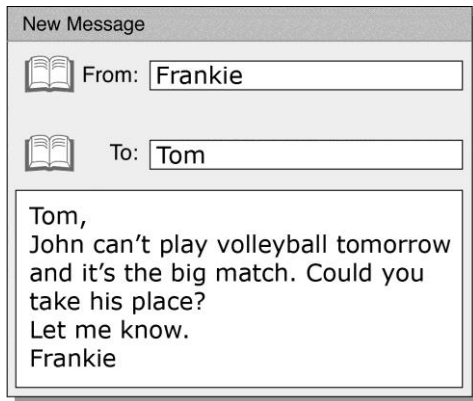 New Message
From: Frankie
To: Tom
Tom,
John can't play volleyball tomorrow
and it's the big match. Could you
take his place?
Let me know.
Frankie